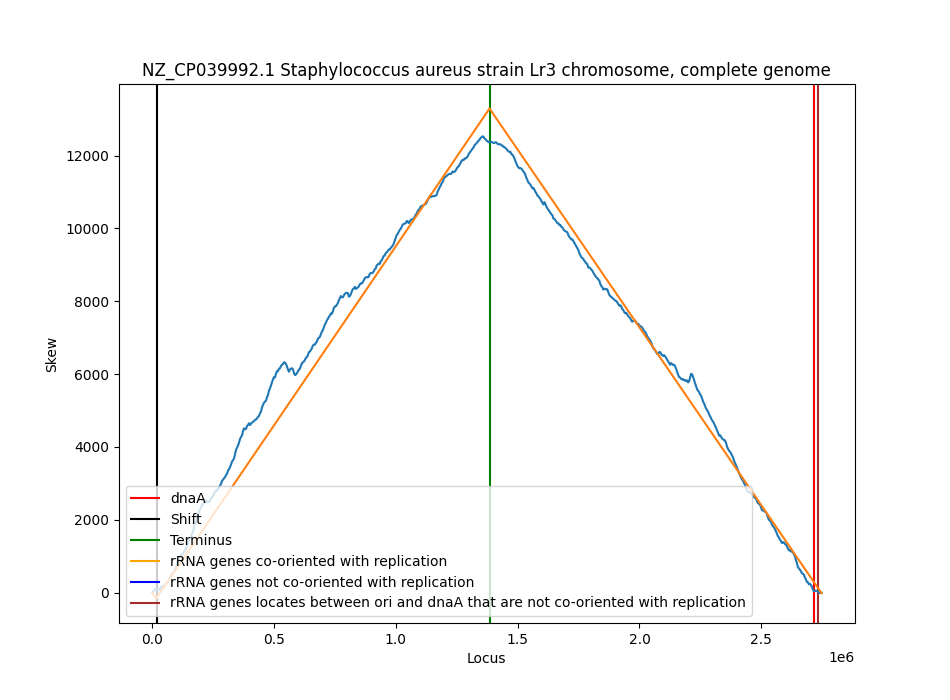 NZ_CP039992.1 Staphylococcus aureus strain Lr3 chromosome, complete genome
Skew
12000
10000
8000
6000
4000
2000
0
dnaA
Shift
Terminus
rRNA genes co-oriented with replication
rRNA genes not co-oriented with replication
rRNA genes locates between ori and dnaA that are not co-oriented with replication
0.0 0.5 1.0 1.5 2.0 2.5
Locus
1e6